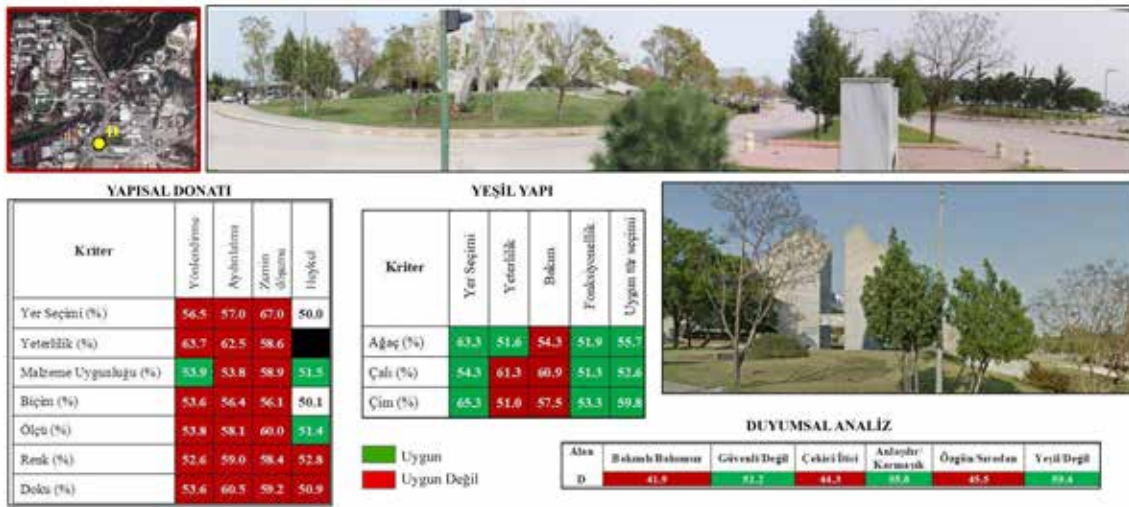 D
YAPISAL DONATI
Kriter Yönlendirme Aydınlatma Zemin döşemi Heykel
Yer Seçimi (%) 56.5 57.0 67.0 50.0
Yeterlilik (%) 63.7 62.5 58.6
Malzeme Uygunluğu (%) 53.9 53.8 58.9 51.5
Biçim (%) 53.6 56.4 56.1 50.1
Ölçü (%) 53.8 58.1 60.0 51.4
Renk (%) 52.6 59.0 58.4 52.8
Doku (%) 53.6 60.5 59.2 50.9
YEŞİL YAPI
Kriter Yer Seçimi Yeterlilik Bakım Fonksiyonellik Uygun tür seçimi
Ağaç (%) 63.3 51.6 54.3 51.9 55.7
Çalı (%) 54.3 61.3 60.9 51.3 52.6
Çim (%) 65.3 51.0 57.5 53.3 59.8
Uygun
Uygun Değil
DUYUMSAL ANALİZ
Alan Bakımlı/Bakımsız Güvenli/Değil Çekici/İtici Anlaşılır/Karmaşık Özgün/Sıradan Yeşil/Değil
D 41.9 51.2 44.3 45.5